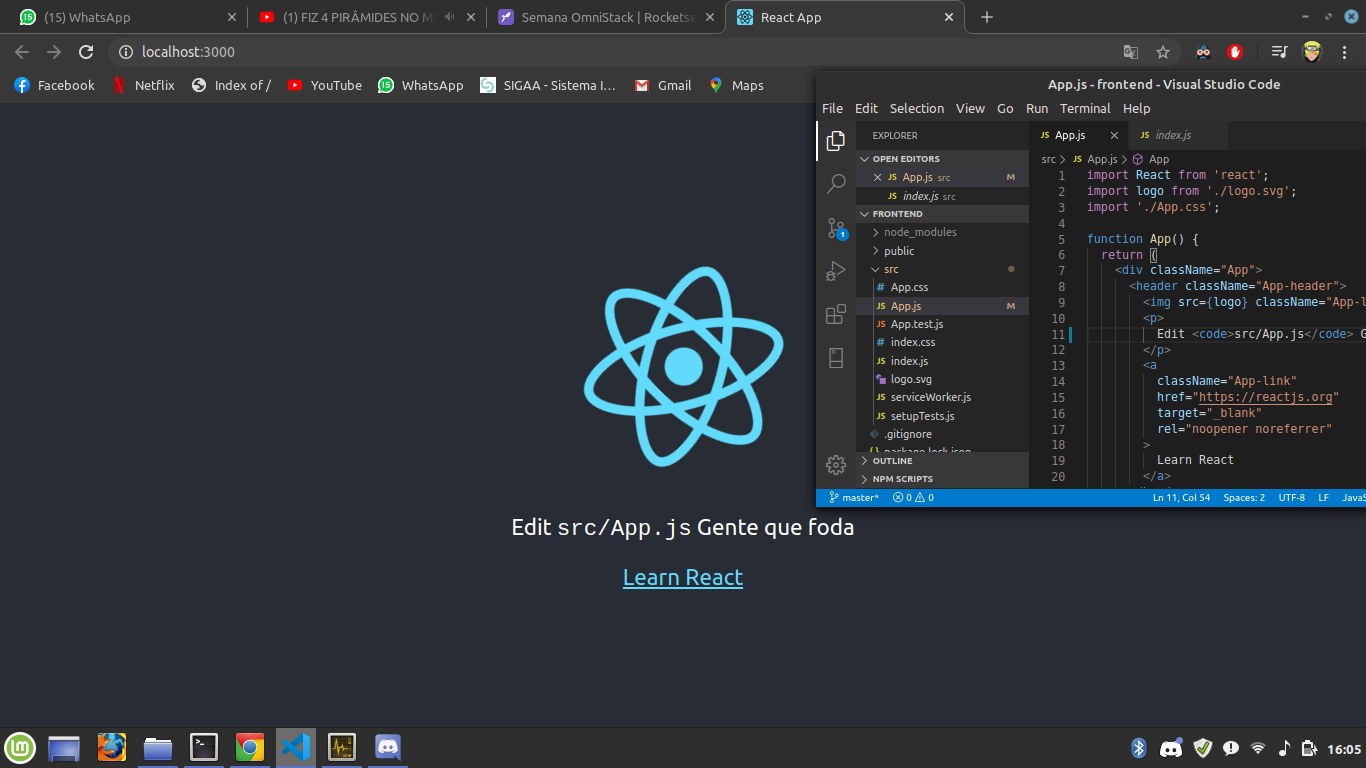 (15) WhatsApp
(1) FIZ 4 PIRÂMIDES NO M
Semana OmniStack | Rocketse
React App
localhost:3000
Facebook
Netflix
Index of /
YouTube
WhatsApp
SIGAA - Sistema I...
Gmail
Maps
Edit src/App.js Gente que foda
Learn React
App.js - frontend - Visual Studio Code
File Edit Selection View Go Run Terminal Help
EXPLORER
OPEN EDITORS
App.js src M
index.js src
FRONTEND
node_modules
public
src
App.css
App.js M
App.test.js
index.css
index.js
logo.svg
serviceWorker.js
setupTests.js
.gitignore
package-lock.json
OUTLINE
NPM SCRIPTS
1
App.js
index.js
src > App.js > App
1 import React from 'react';
2 import logo from './logo.svg';
3 import './App.css';
4
5 function App() {
6 return (
7 <div className="App">
8 <header className="App-header">
9 <img src={logo} className="App-l
10 <p>
11 Edit <code>src/App.js</code> G
12 </p>
13 <a
14 className="App-link"
15 href="https://reactjs.org"
16 target="_blank"
17 rel="noopener noreferrer"
18 >
19 Learn React
20 </a>
master* 0 0 Ln 11, Col 54 Spaces: 2 UTF-8 LF JavaS
16:05